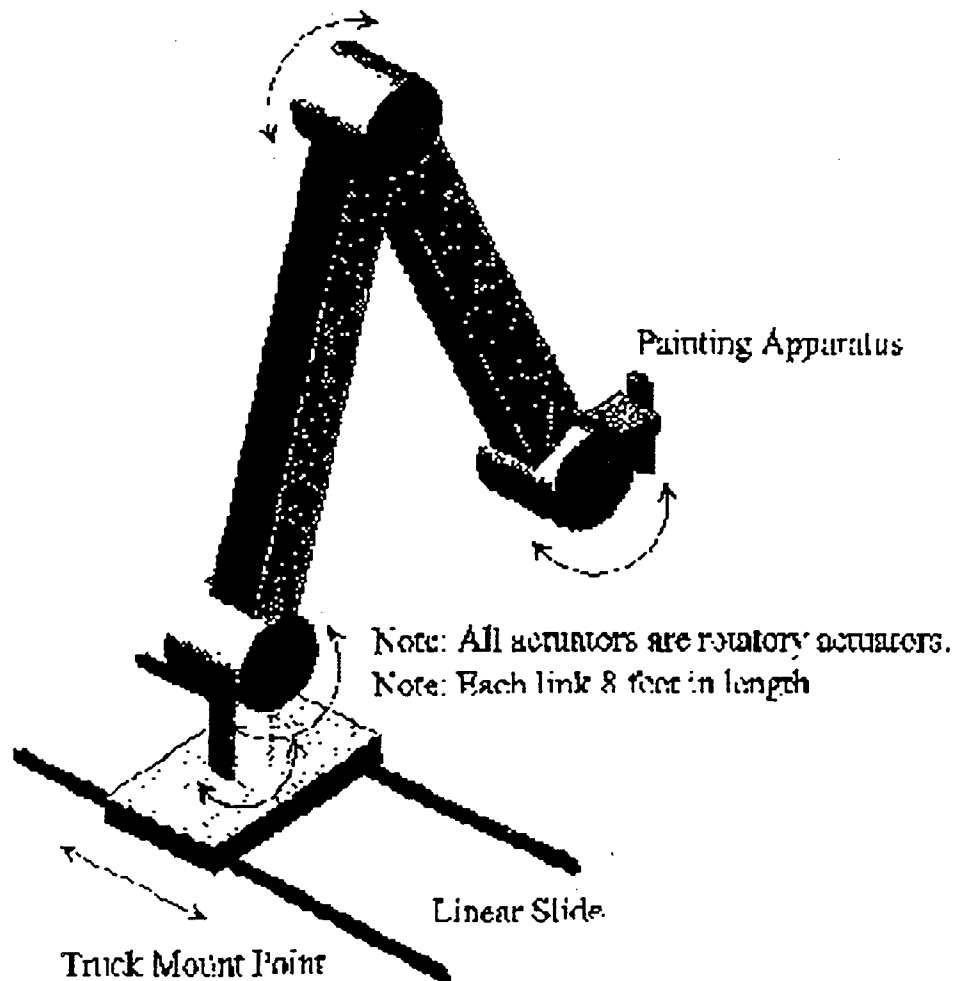 Painting Apparatus
Note: All actuators are rotatory actuators.
Note: Each link 8 feet in length
Linear Slide
Truck Mount Point